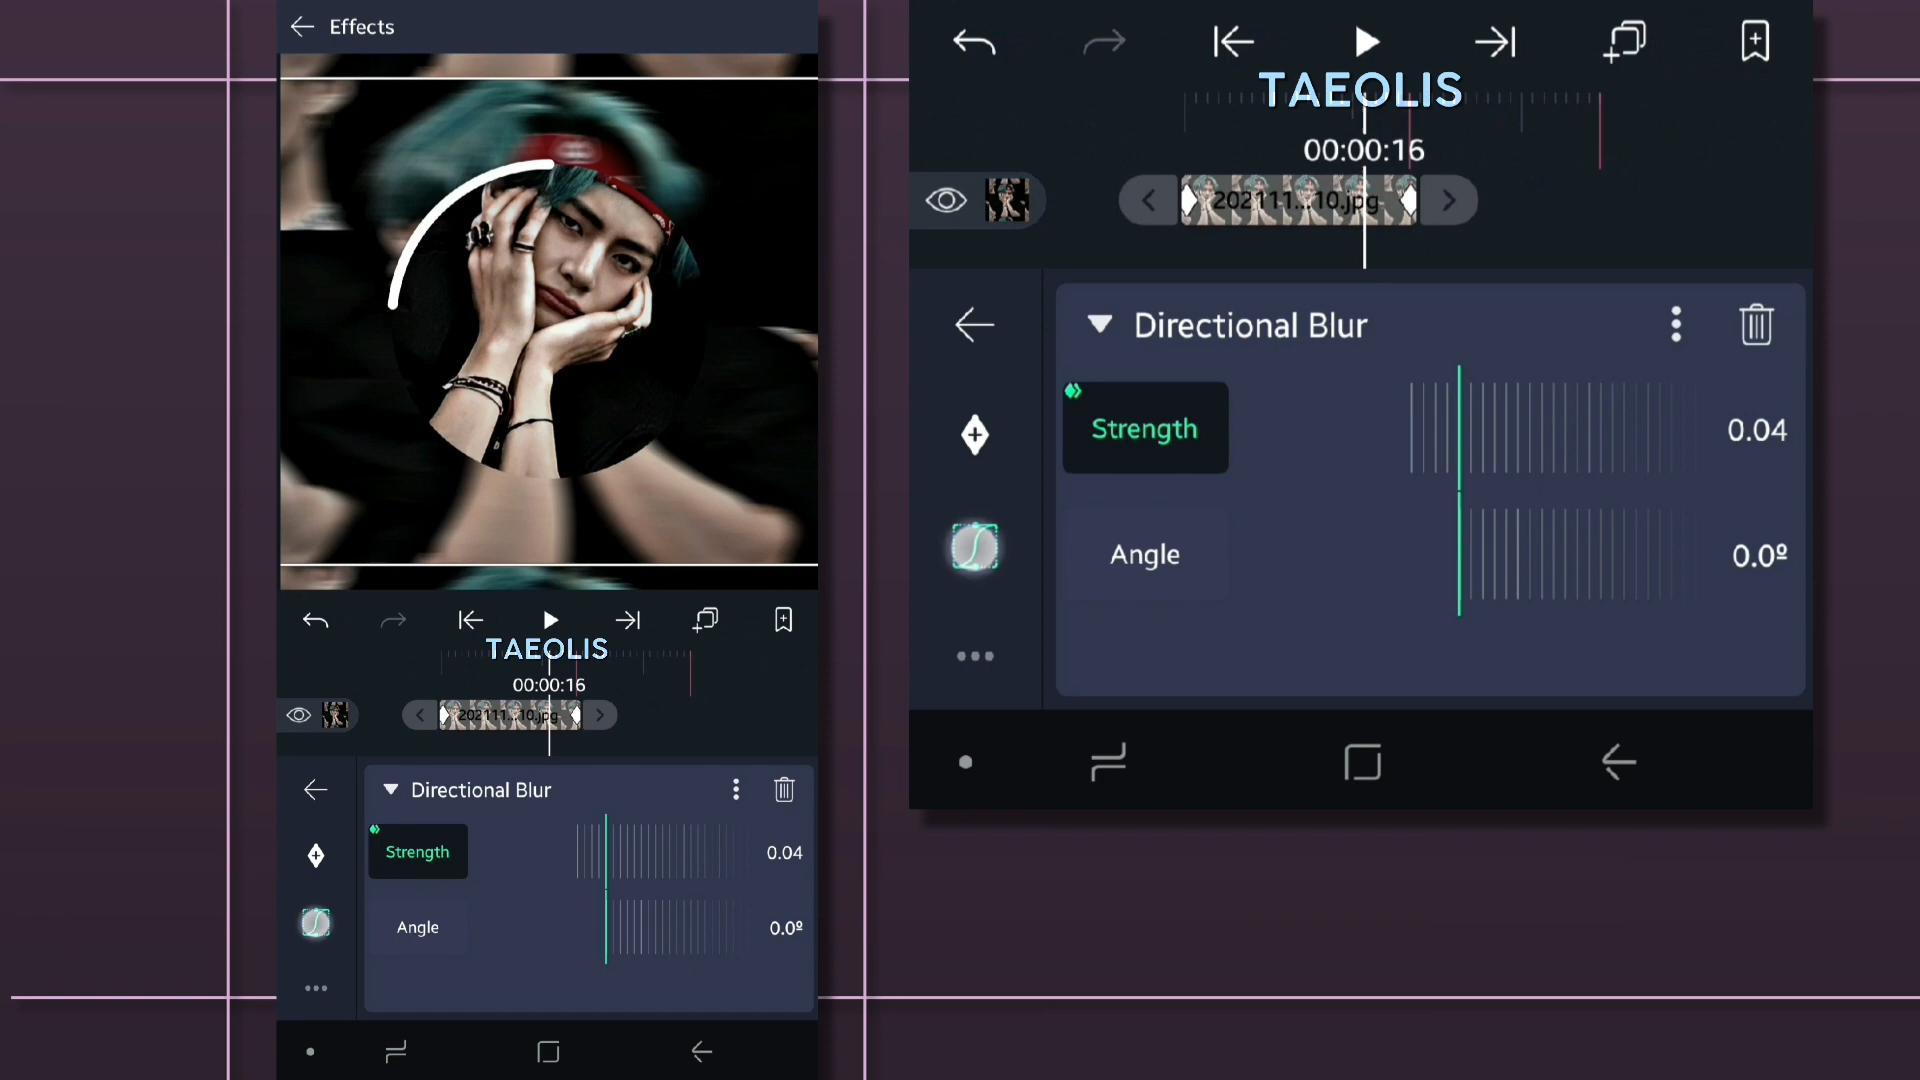 Effects
TAEOLIS
00:00:16
202111...10.jpg
Directional Blur
Strength
0.04
Angle
0.0º
TAEOLIS
00:00:16
202111...10.jpg
Directional Blur
Strength
0.04
Angle
0.0º